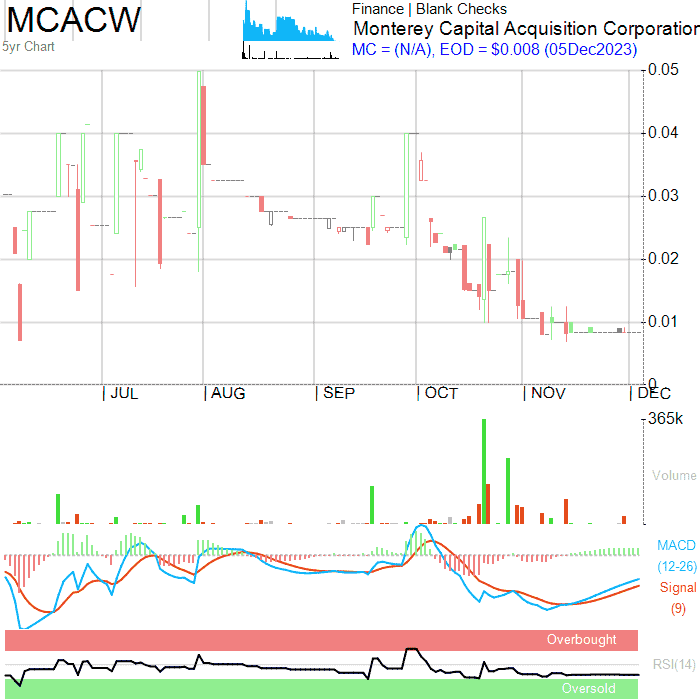 MCACW
5yr Chart
Finance | Blank Checks
Monterey Capital Acquisition Corporation
MC = (N/A), EOD = $0.008 (05Dec2023)
0.05
0.04
0.03
0.02
0.01
0
JUL
AUG
SEP
OCT
NOV
DEC
365k
Volume
MACD
(12-26)
Signal
(9)
Overbought
RSI(14)
Oversold